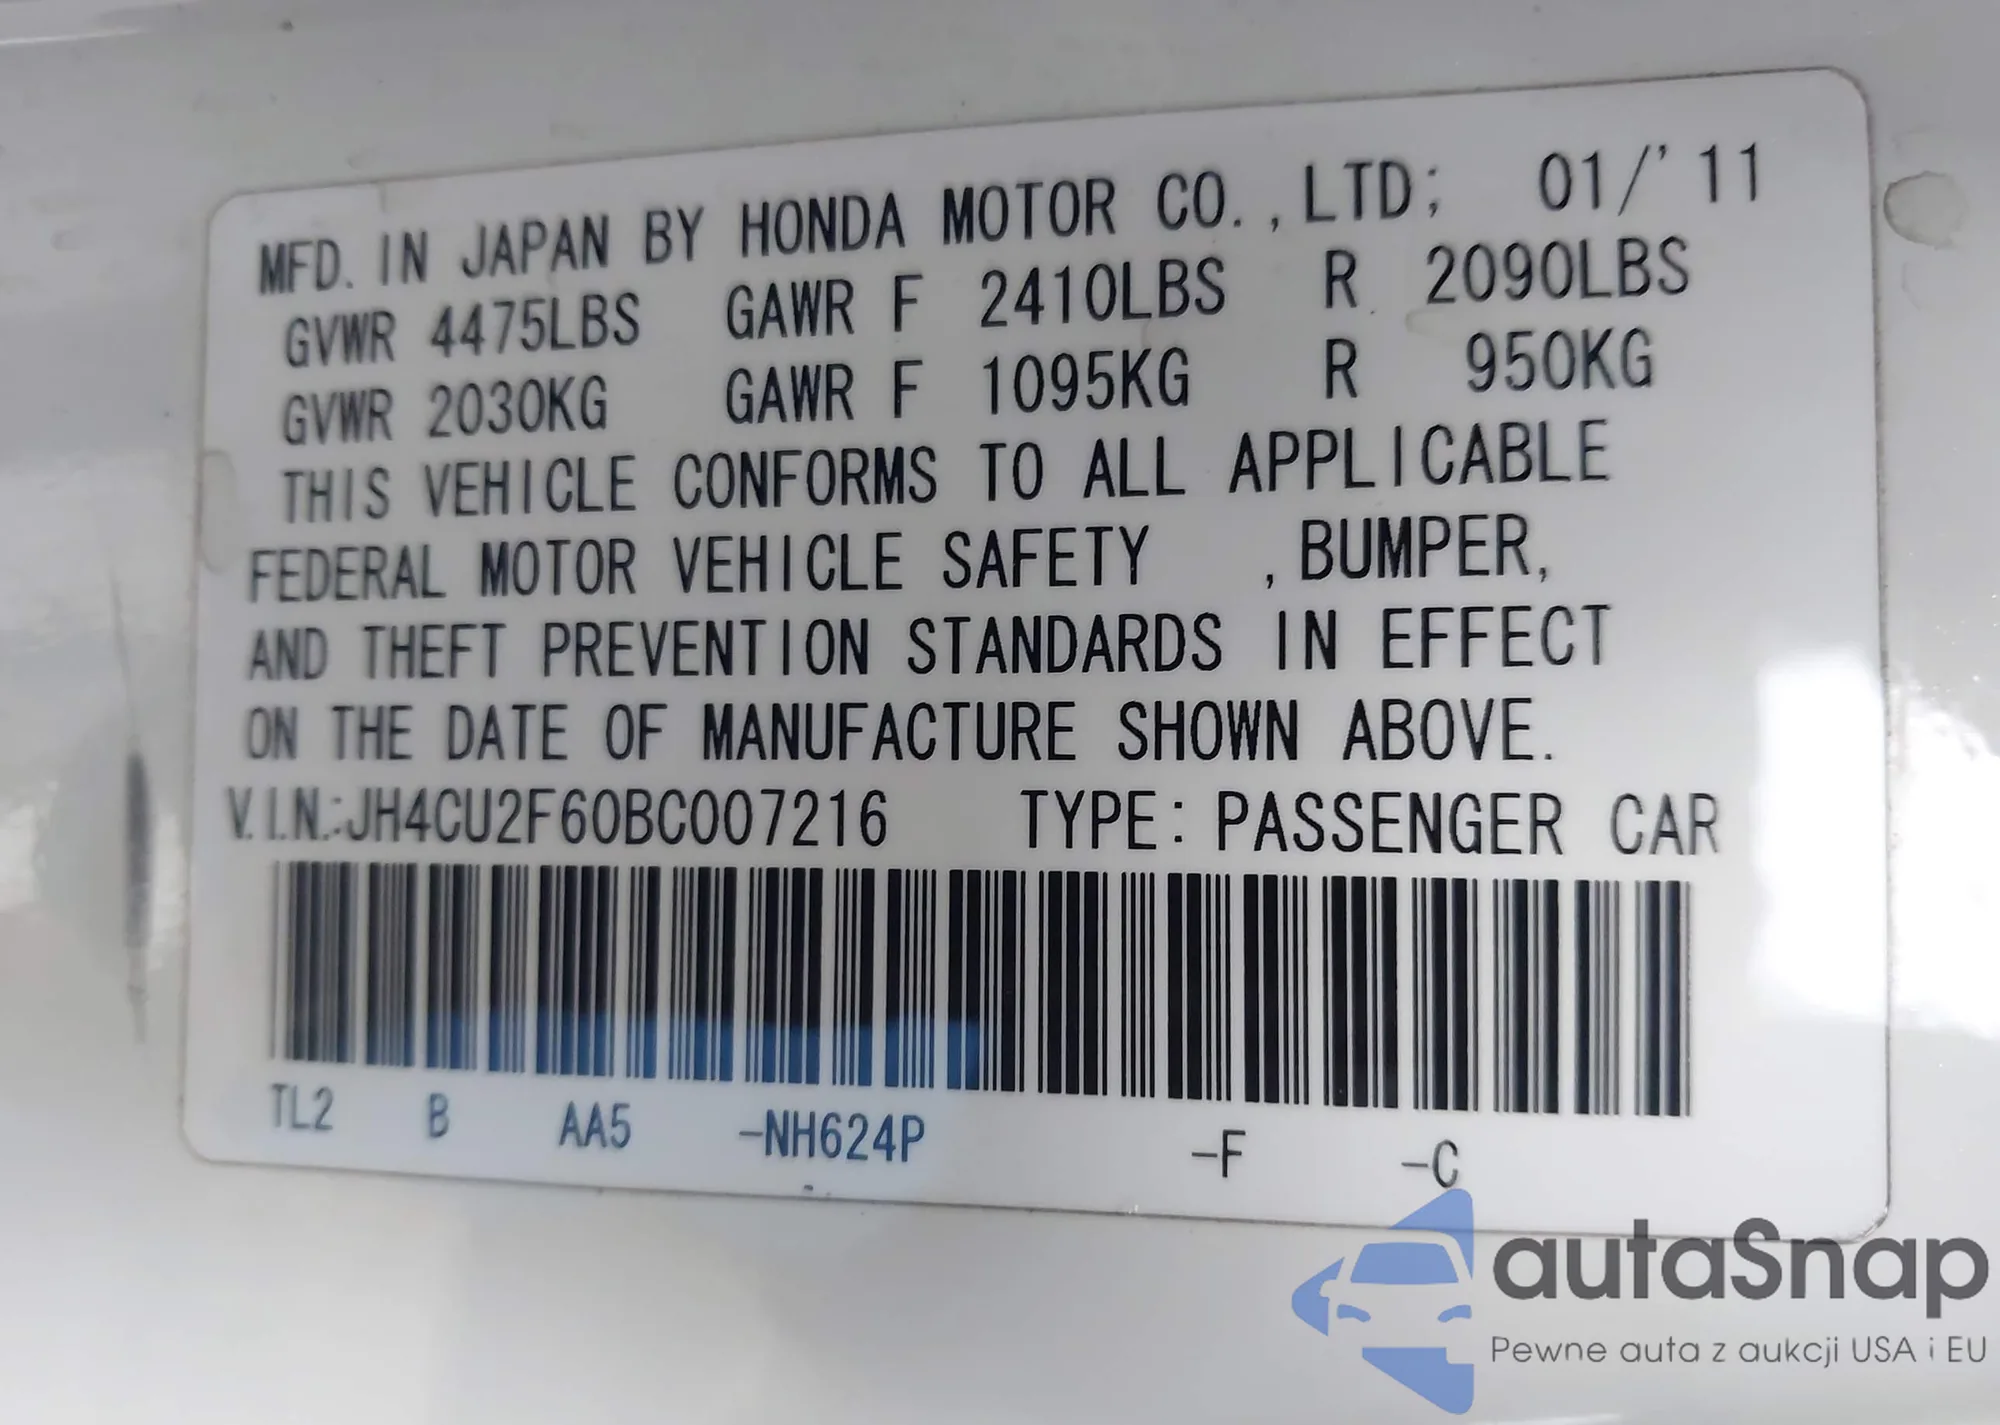 MFD. IN JAPAN BY HONDA MOTOR CO.,LTD; 01/'11
GVWR 4475LBS GAWR F 2410LBS R 2090LBS
GVWR 2030KG GAWR F 1095KG R 950KG
THIS VEHICLE CONFORMS TO ALL APPLICABLE
FEDERAL MOTOR VEHICLE SAFETY ,BUMPER,
AND THEFT PREVENTION STANDARDS IN EFFECT
ON THE DATE OF MANUFACTURE SHOWN ABOVE.
V.I.N.:JH4CU2F60BC007216 TYPE: PASSENGER CAR
TL2 B AA5 -NH624P -F -C
autaSnap
Pewne auta z aukcji USA i EU